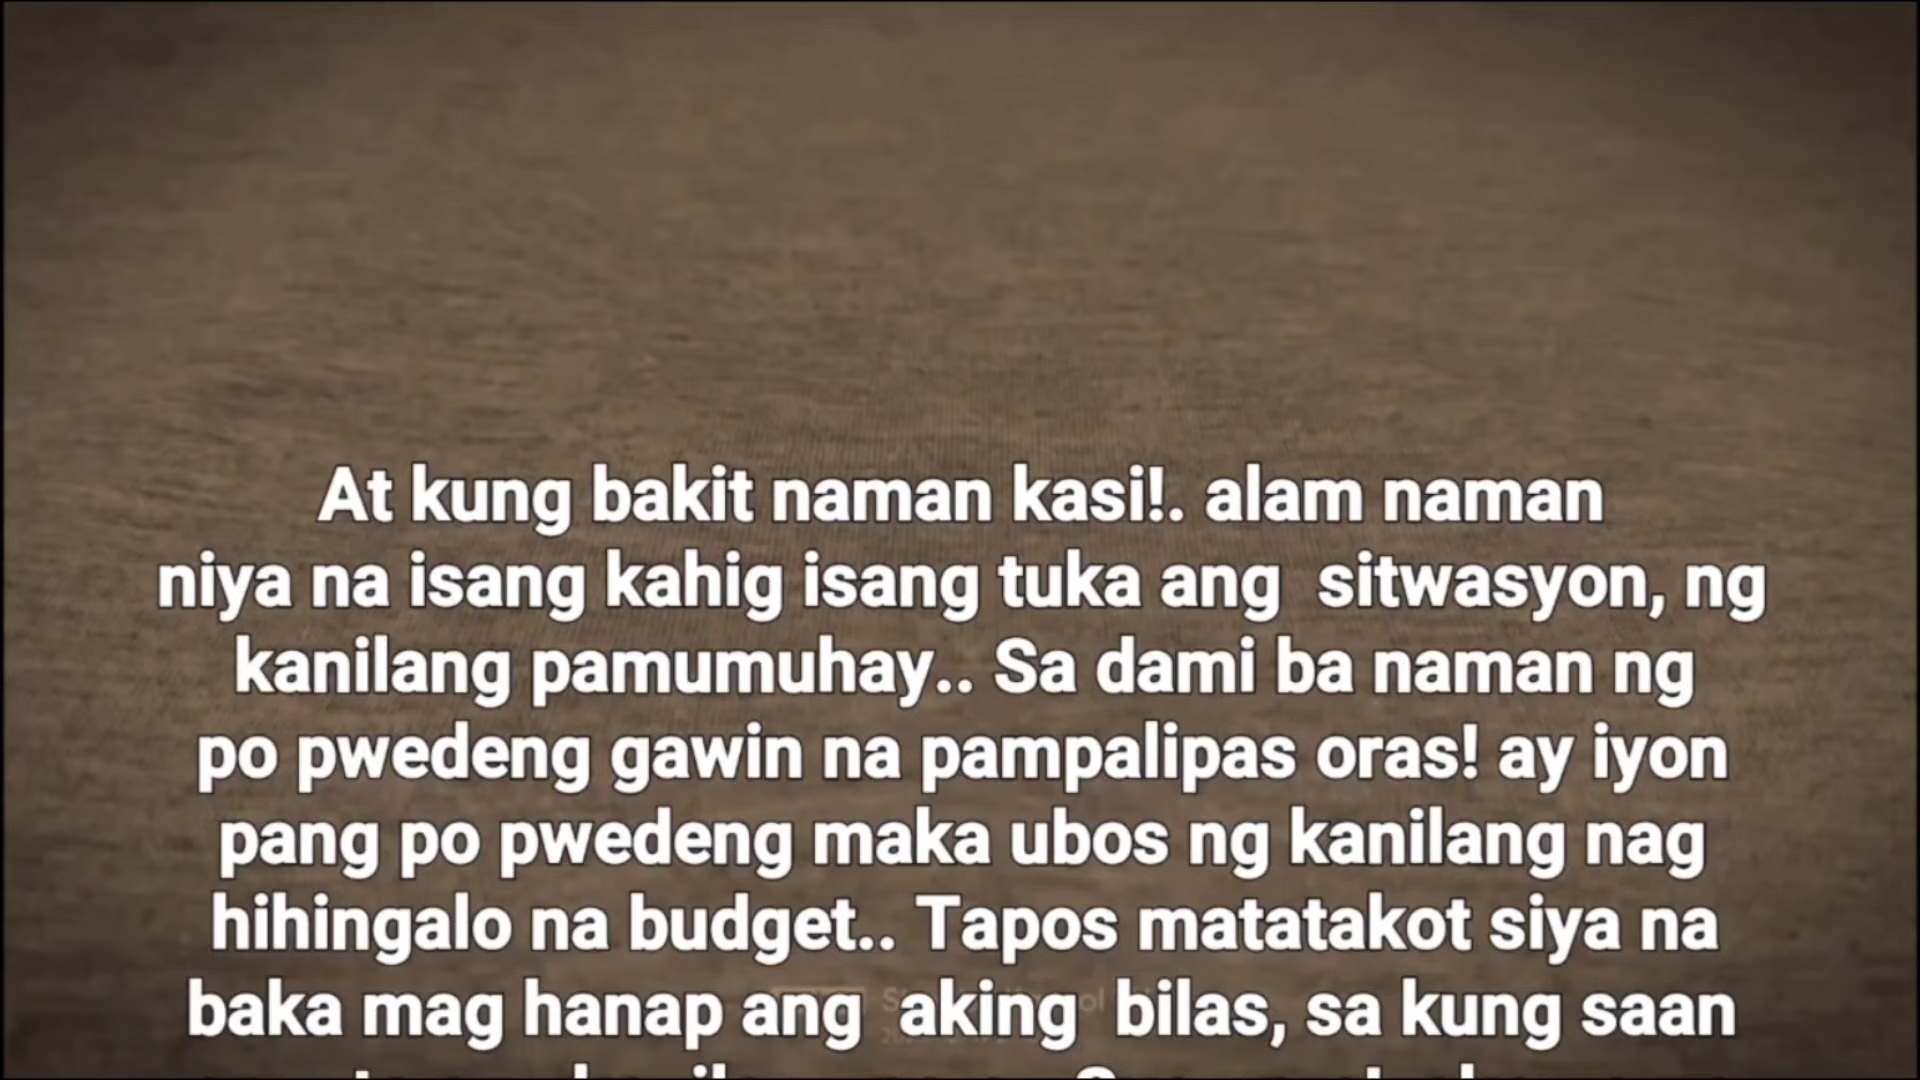 At kung bakit naman kasi!. alam naman
niya na isang kahig isang tuka ang sitwasyon, ng
kanilang pamumuhay.. Sa dami ba naman ng
po pwedeng gawin na pampalipas oras! ay iyon
pang po pwedeng maka ubos ng kanilang nag
hihingalo na budget.. Tapos matatakot siya na
baka mag hanap ang aking bilas, sa kung saan